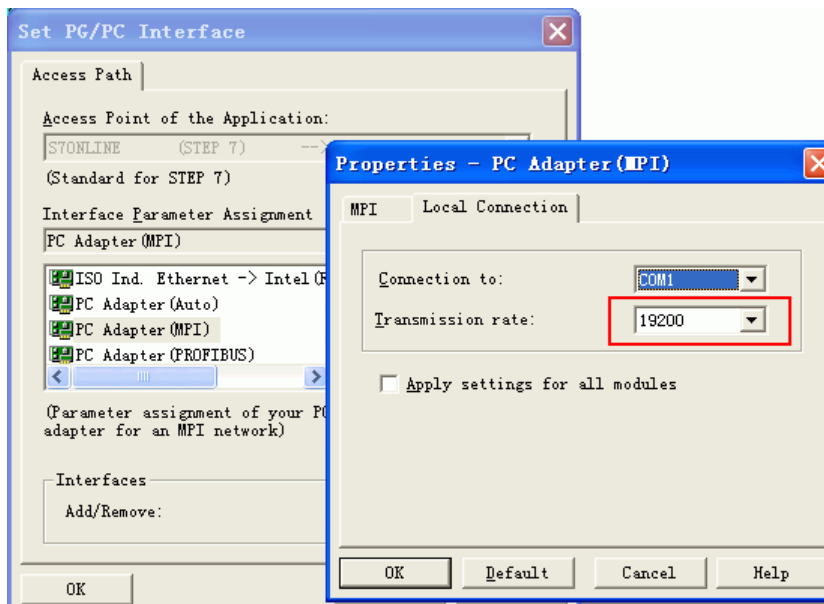 Set PG/PC Interface
Access Path
Access Point of the Application:
S7ONLINE (STEP 7) -->
(Standard for STEP 7)
Interface Parameter Assignment
PC Adapter(MPI)
ISO Ind. Ethernet -> Intel(R
PC Adapter(Auto)
PC Adapter(MPI)
PC Adapter(PROFIBUS)
(Parameter assignment of your PC
adapter for an MPI network)
Interfaces
Add/Remove:
OK
Properties - PC Adapter(MPI)
MPI
Local Connection
Connection to:
COM1
Transmission rate:
19200
Apply settings for all modules
OK
Default
Cancel
Help